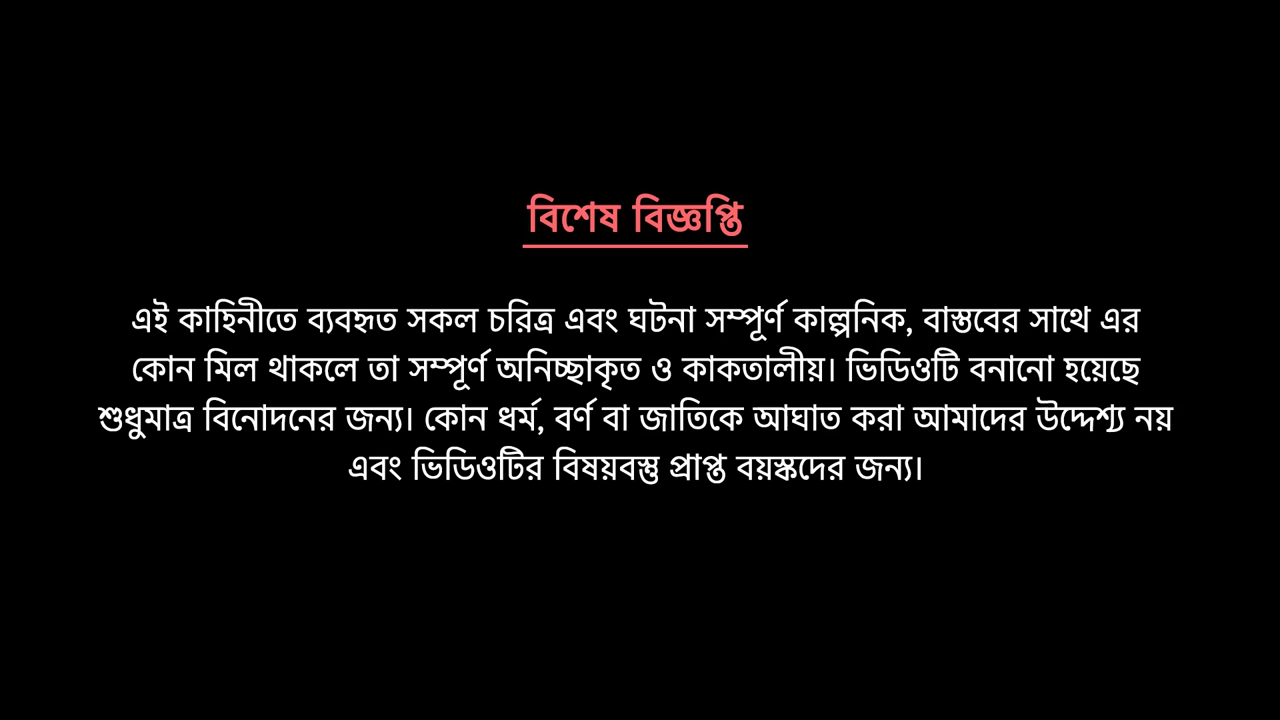 বিশেষ বিজ্ঞপ্তি
এই কাহিনীতে ব্যবহৃত সকল চরিত্র এবং ঘটনা সম্পূর্ণ কাল্পনিক, বাস্তবের সাথে এর
কোন মিল থাকলে তা সম্পূর্ণ অনিচ্ছাকৃত ও কাকতালীয়। ভিডিওটি বনানো হয়েছে
শুধুমাত্র বিনোদনের জন্য। কোন ধর্ম, বর্ণ বা জাতিকে আঘাত করা আমাদের উদ্দেশ্য নয়
এবং ভিডিওটির বিষয়বস্তু প্রাপ্ত বয়স্কদের জন্য।